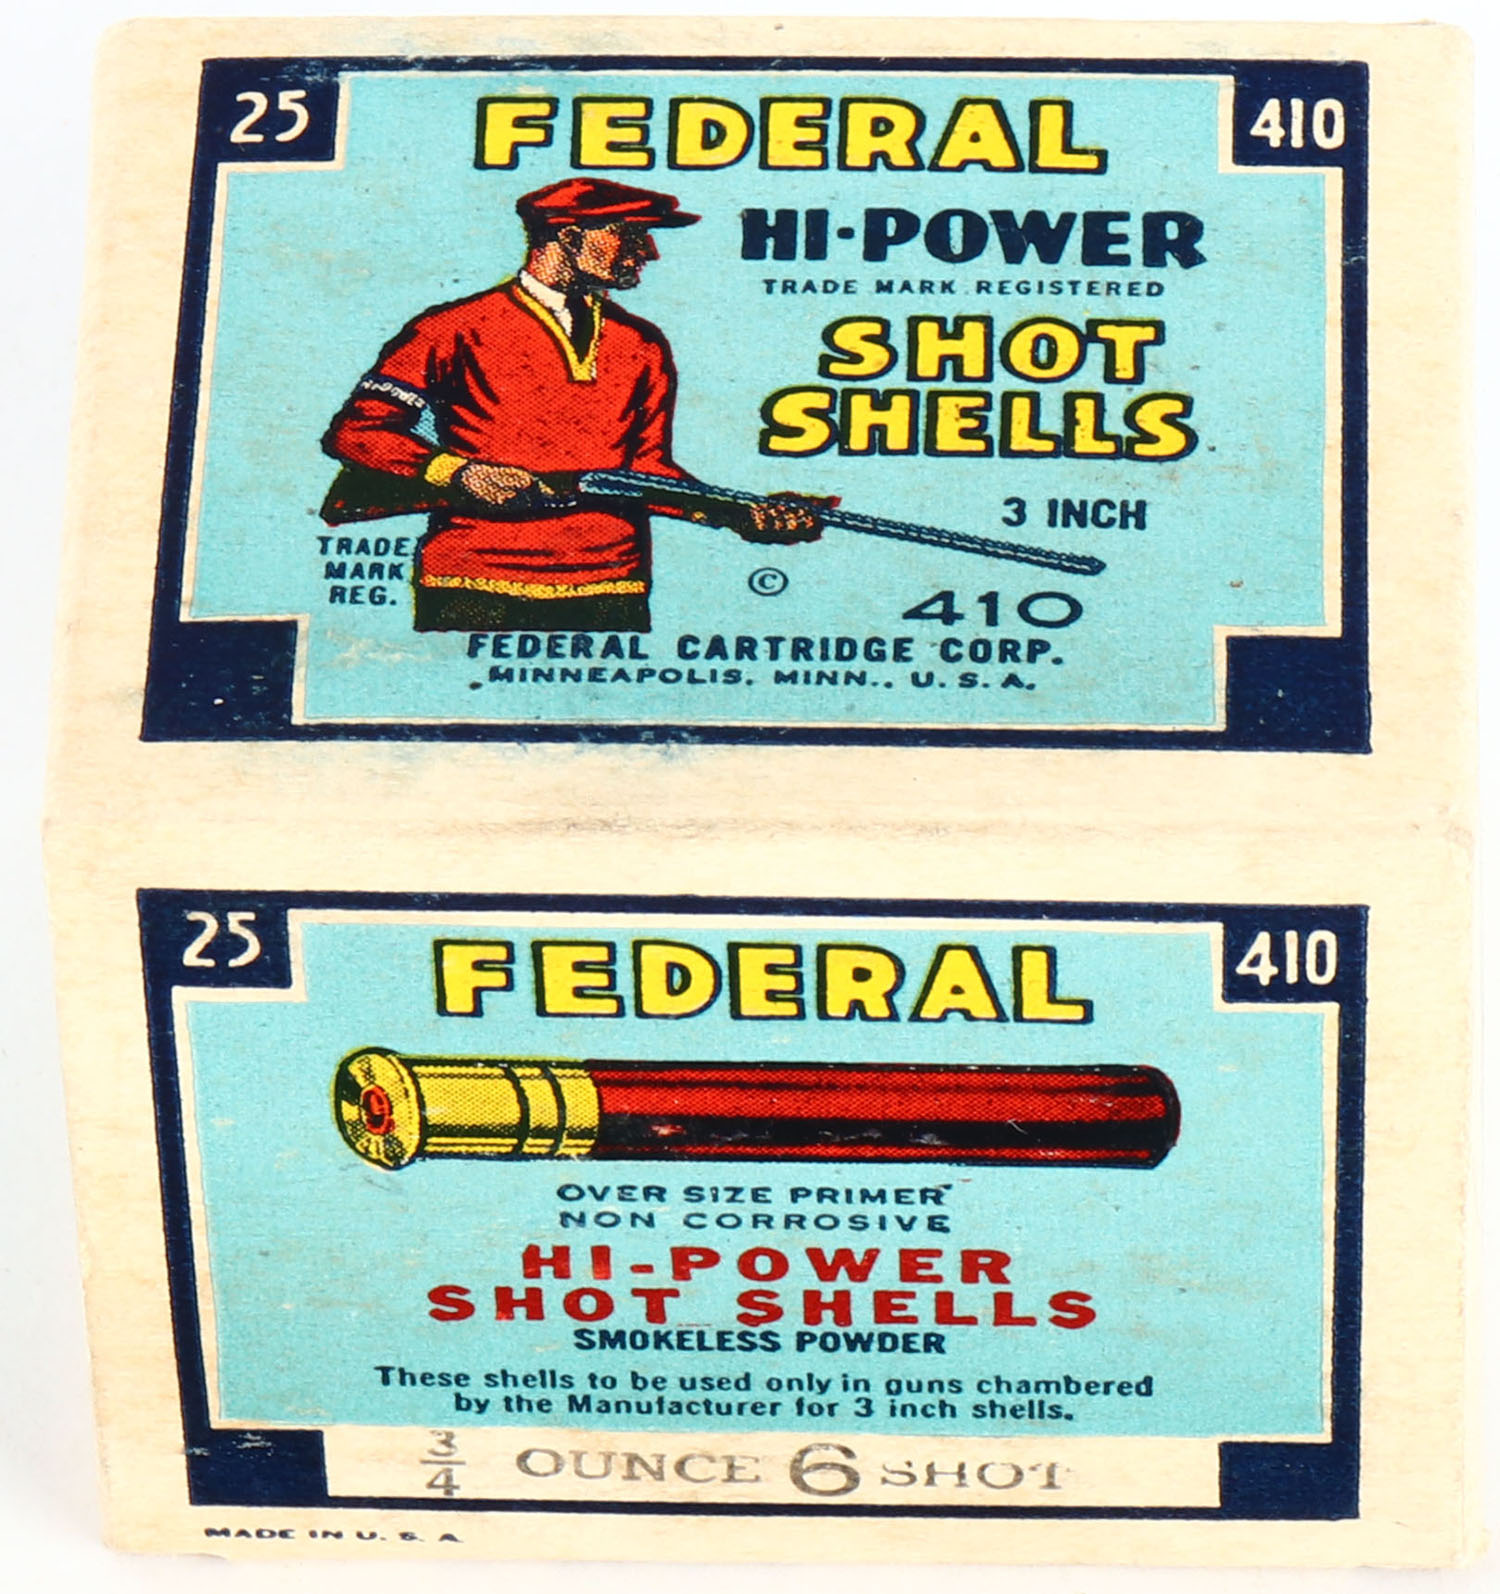 25
FEDERAL
410
HI-POWER
TRADE MARK REGISTERED
SHOT
SHELLS
HI-POWER
3 INCH
TRADE
MARK
REG.
©
410
FEDERAL CARTRIDGE CORP.
MINNEAPOLIS, MINN., U.S.A.
25
FEDERAL
410
OVER SIZE PRIMER
NON CORROSIVE
HI-POWER
SHOT SHELLS
SMOKELESS POWDER
These shells to be used only in guns chambered
by the Manufacturer for 3 inch shells.
3/4 OUNCE 6 SHOT
MADE IN U. S. A